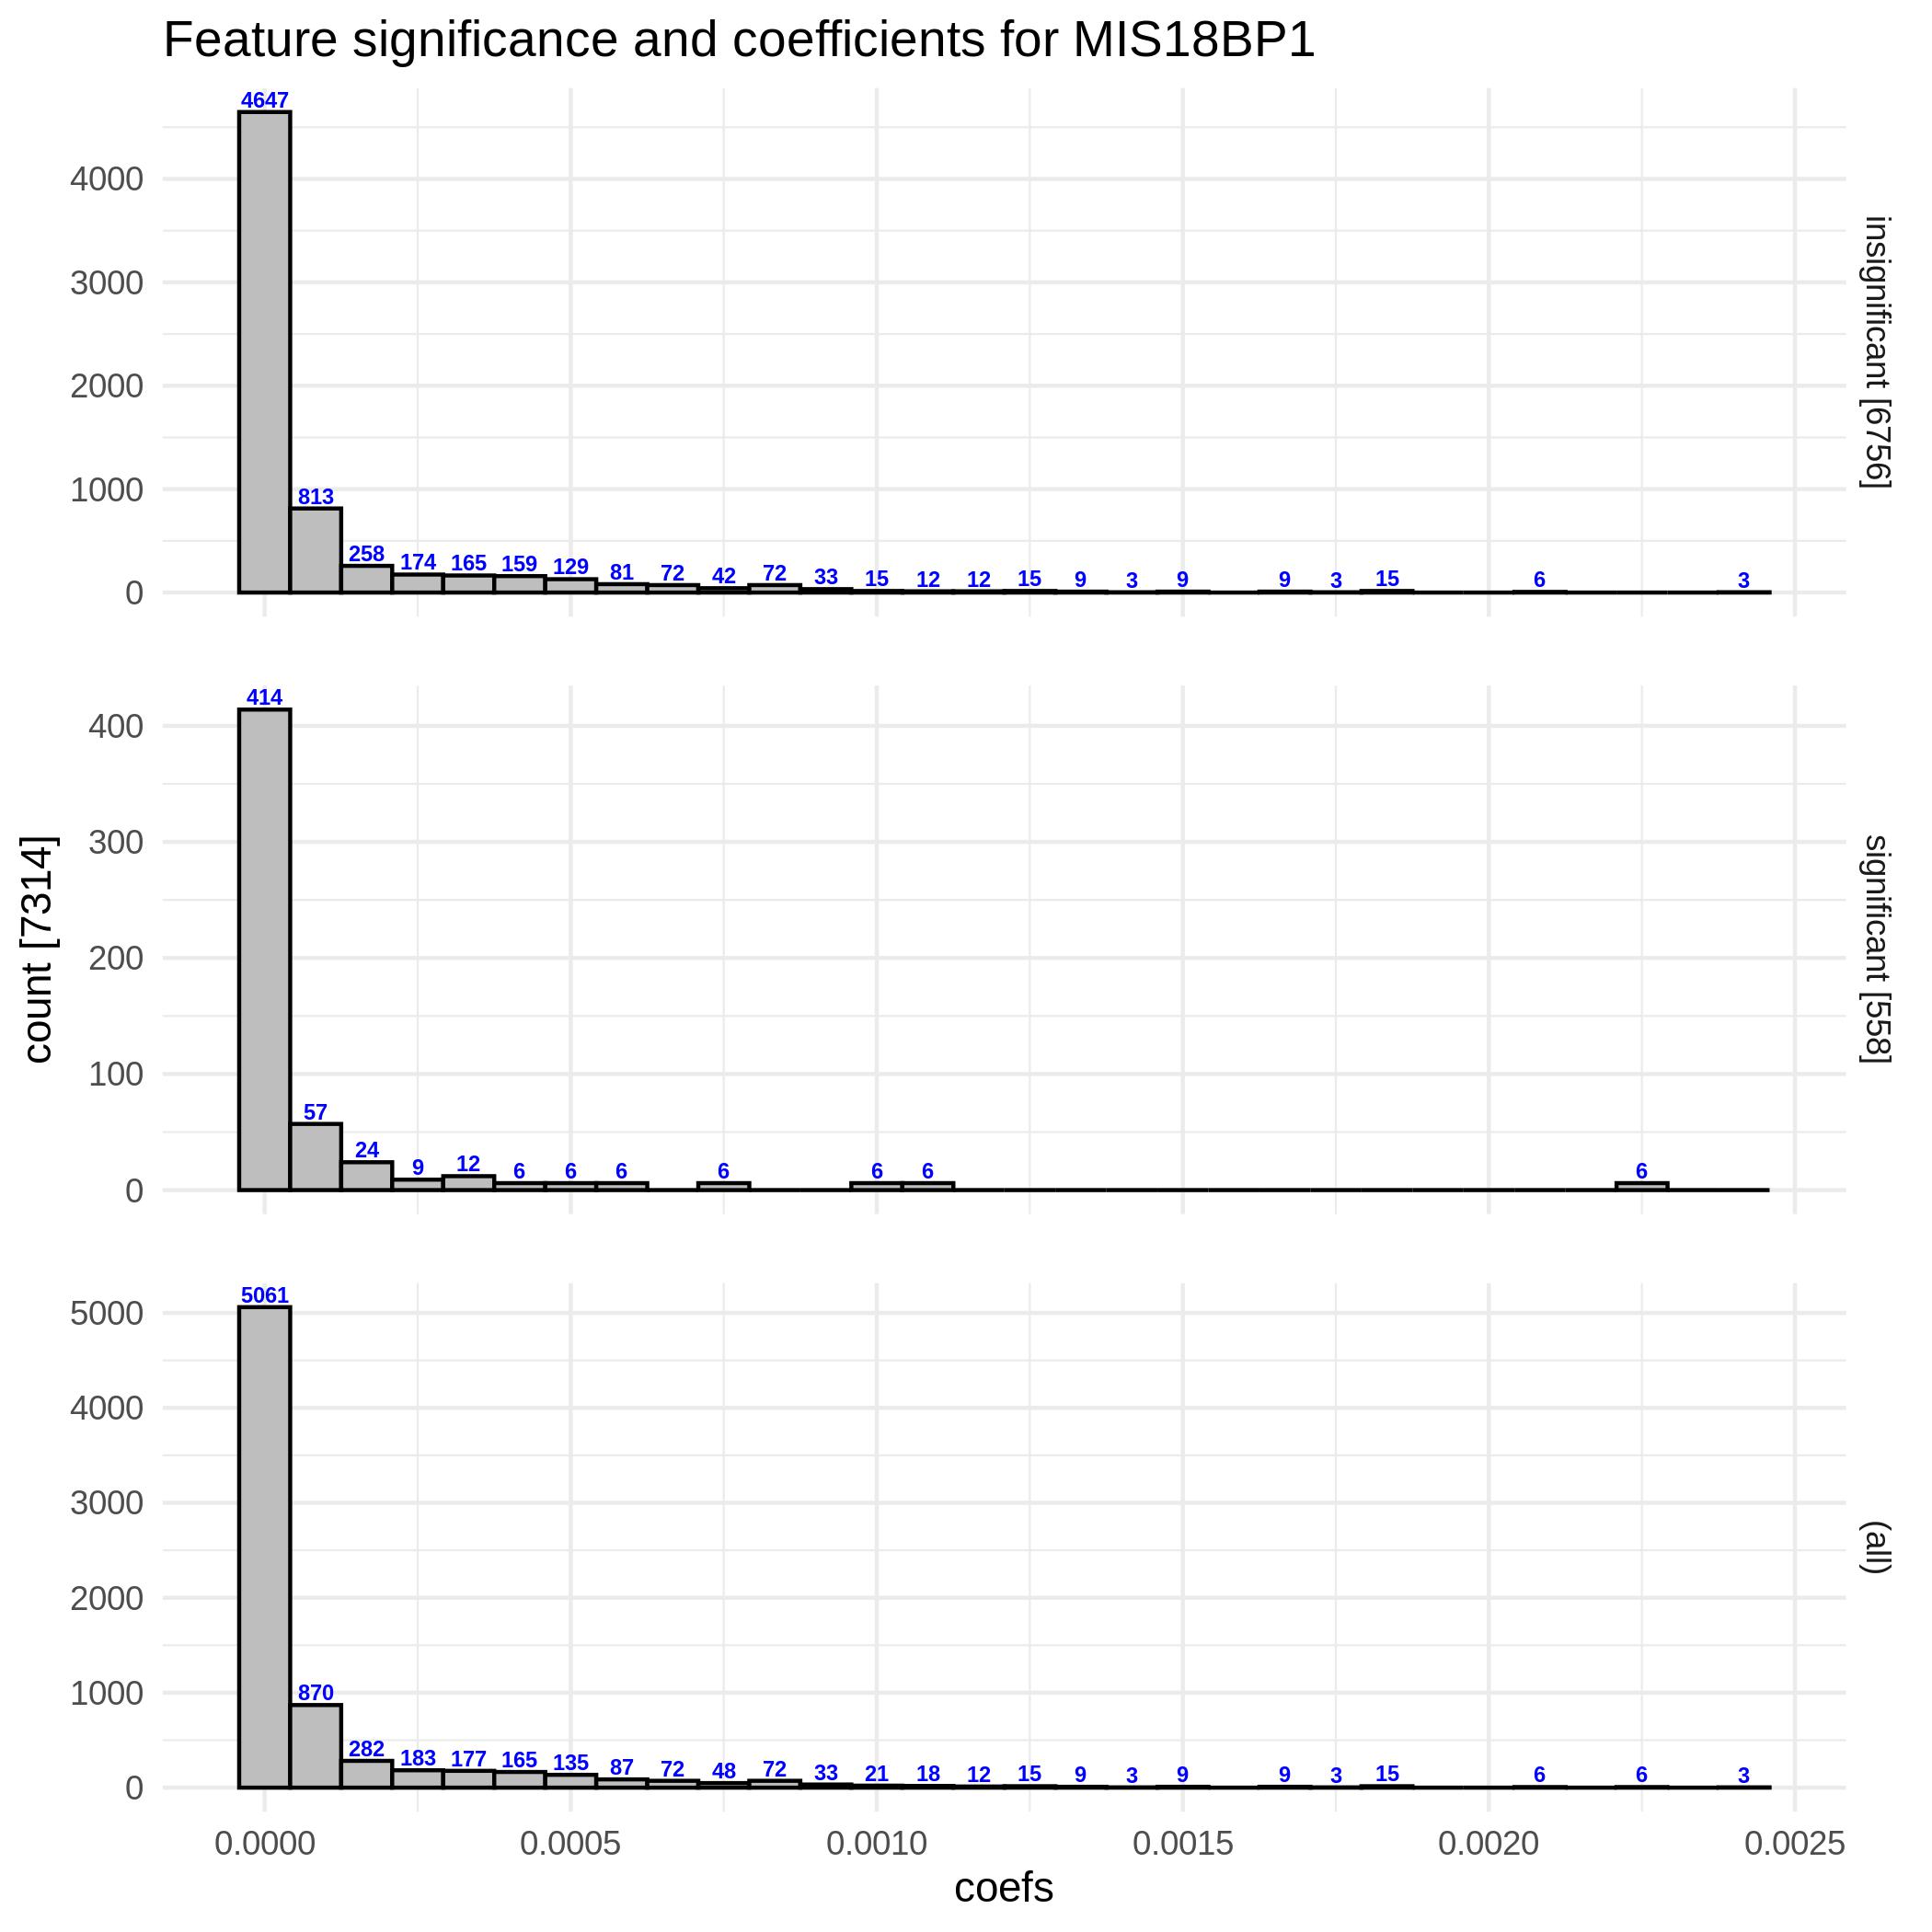 Feature significance and coefficients for MIS18BP1
4647
813
258 174 165 159 129 81 72 42 72 33 15 12 12 15 9 3 9 9 3 15 6 3
4000
3000
2000
1000
0
insignificant [6756]
414
57
24 9 12 6 6 6 6 6 6 6
400
300
200
100
0
significant [558]
count [7314]
5061
870
282 183 177 165 135 87 72 48 72 33 21 18 12 15 9 3 9 9 3 15 6 6 3
5000
4000
3000
2000
1000
0
(all)
0.0000 0.0005 0.0010 0.0015 0.0020 0.0025
coefs